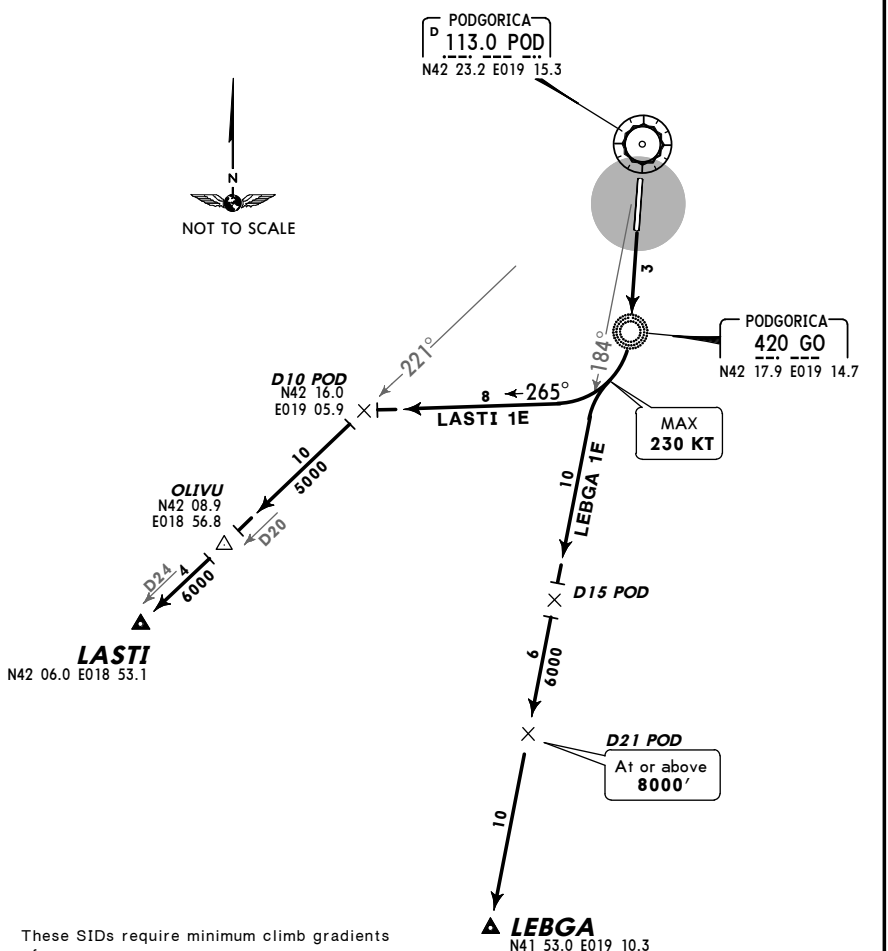 PODGORICA
D 113.0 POD
N42 23.2 E019 15.3
N
NOT TO SCALE
3
PODGORICA
420 GO
N42 17.9 E019 14.7
184°
221°
D10 POD
N42 16.0
E019 05.9
8 265°
LASTI 1E
MAX
230 KT
10
5000
10
LEBGA 1E
OLIVU
N42 08.9
E018 56.8
D20
D24
4
6000
D15 POD
LASTI
N42 06.0 E018 53.1
6
6000
D21 POD
At or above
8000'
10
These SIDs require minimum climb gradients
LEBGA
N41 53.0 E019 10.3